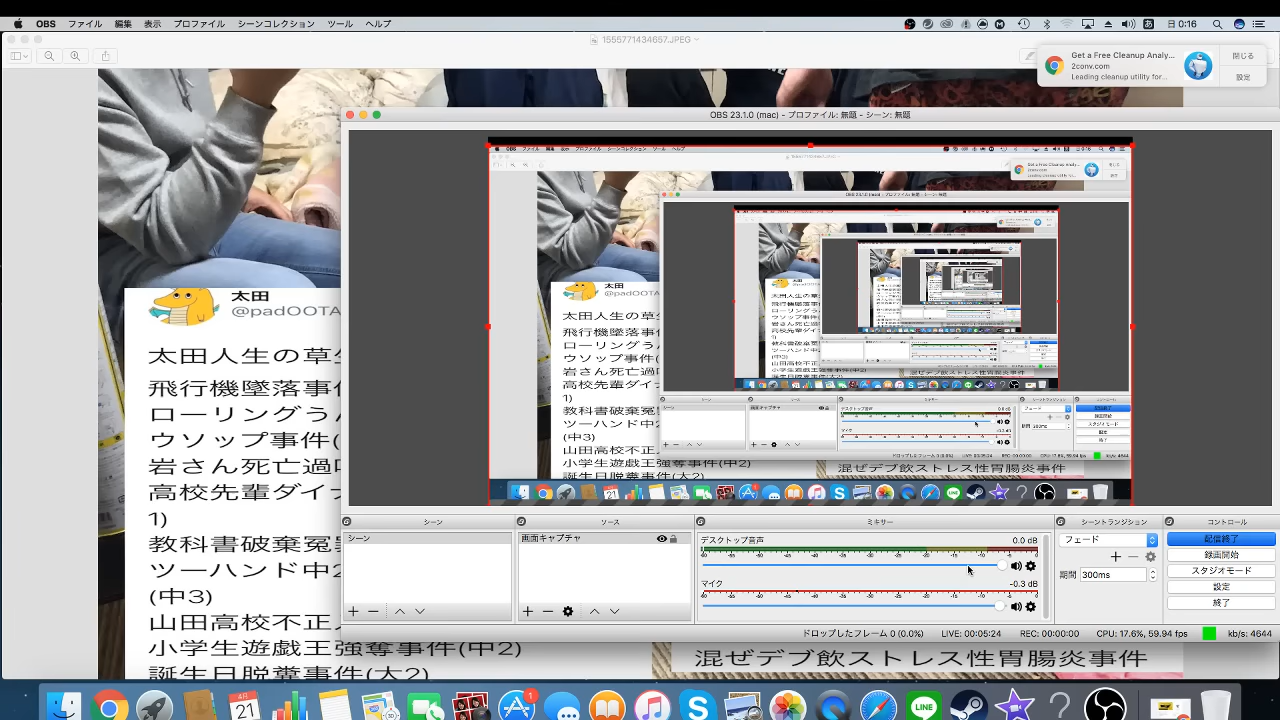 OBS ファイル 編集 表示 プロファイル シーンコレクション ツール ヘルプ
日 0:16
1555771434657.JPEG
Get a Free Cleanup Analy...
2conv.com
Leading cleanup utility for...
閉じる
設定
OBS 23.1.0 (mac) - プロファイル: 無題 - シーン: 無題
太田
@padOOTA
太田人生の草
飛行機墜落事件
ローリングう
ウソップ事件(
岩さん死亡過
高校先輩ダイナ
1)
教科書破棄冤
ツーハンド中2
(中3)
山田高校不正
小学生遊戯王強奪事件(中2)
誕生日脱糞事件(大2)
混ぜデブ飲ストレス性胃腸炎事件
シーン
シーン
ソース
画面キャプチャ
ミキサー
デスクトップ音声
0.0 dB
マイク
-0.3 dB
シーントランジション
フェード
期間 300ms
コントロール
配信終了
録画開始
スタジオモード
設定
終了
ドロップしたフレーム 0 (0.0%) LIVE: 00:05:24 REC: 00:00:00 CPU: 17.6%, 59.94 fps kb/s: 4644
4月
21
1
LINE